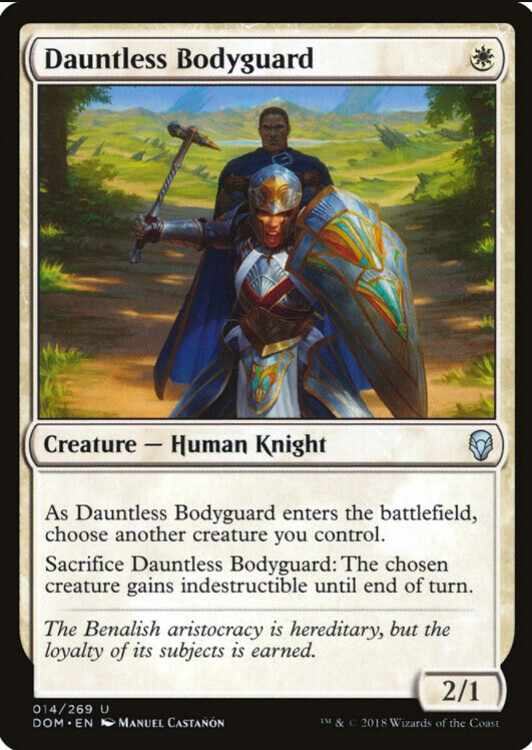 Dauntless Bodyguard
Creature — Human Knight
As Dauntless Bodyguard enters the battlefield,
choose another creature you control.
Sacrifice Dauntless Bodyguard: The chosen
creature gains indestructible until end of turn.
The Benalish aristocracy is hereditary, but the
loyalty of its subjects is earned.
2/1
014/269 U
DOM • EN Manuel Castañón
™ & © 2018 Wizards of the Coast